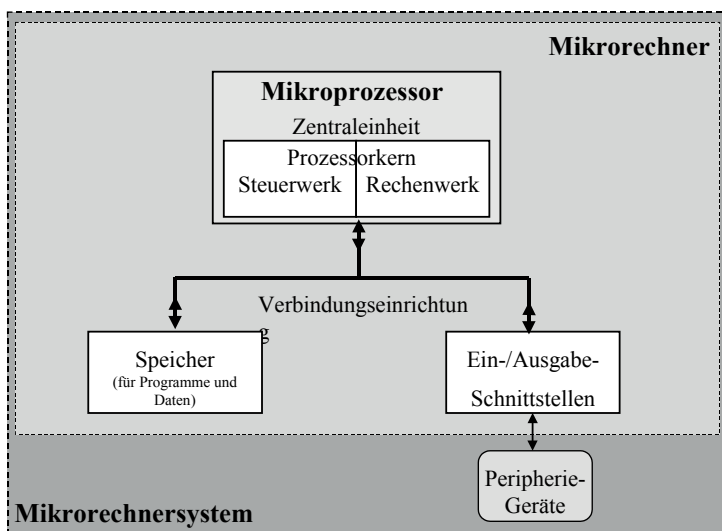 Mikrorechner
Mikroprozessor
Zentraleinheit
Prozessorkern
Steuerwerk Rechenwerk
Verbindungseinrichtun
g
Speicher
(für Programme und
Daten)
Ein-/Ausgabe-
Schnittstellen
Peripherie-
Geräte
Mikrorechnersystem